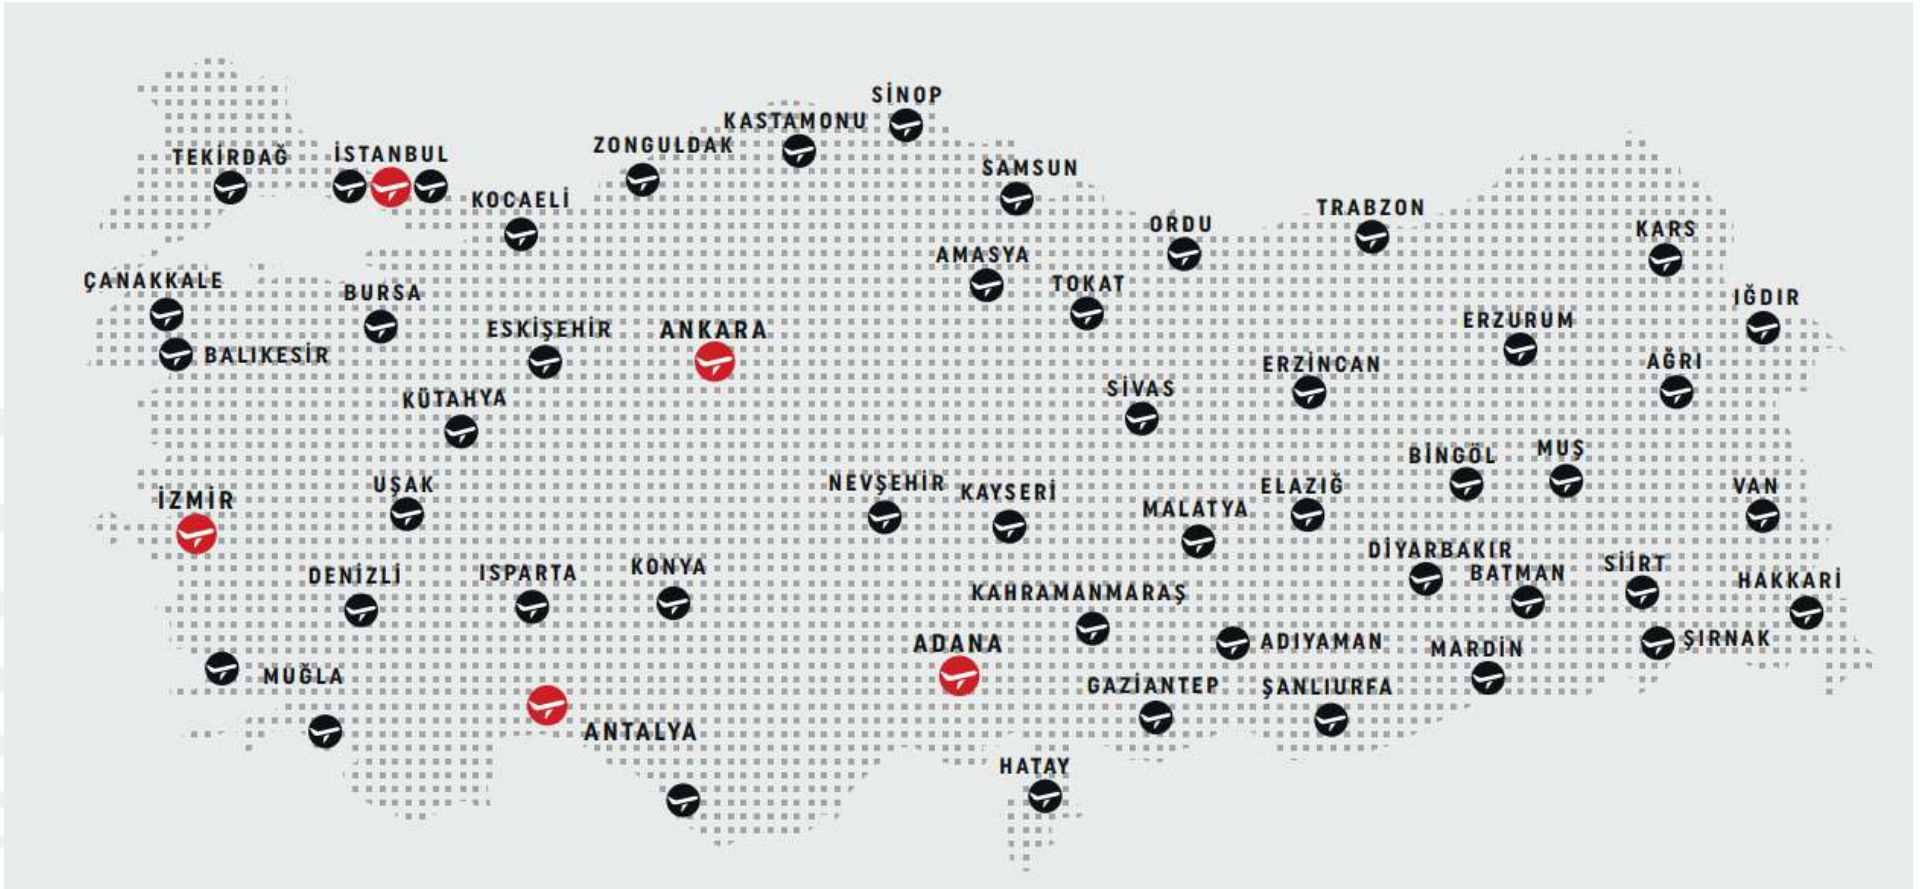 SİNOP
KASTAMONU
ZONGULDAK
TEKİRDAĞ
İSTANBUL
SAMSUN
KOCAELİ
TRABZON
ORDU
KARS
AMASYA
ÇANAKKALE
TOKAT
BURSA
IĞDIR
ERZURUM
ESKİŞEHİR
ANKARA
BALIKESİR
ERZİNCAN
AĞRI
SİVAS
KÜTAHYA
MUŞ
BİNGÖL
NEVŞEHİR
UŞAK
ELAZIĞ
VAN
KAYSERİ
İZMİR
MALATYA
DİYARBAKIR
SİİRT
KONYA
ISPARTA
BATMAN
DENİZLİ
HAKKARİ
KAHRAMANMARAŞ
ŞIRNAK
ADIYAMAN
ADANA
MARDİN
MUĞLA
GAZİANTEP
ŞANLIURFA
ANTALYA
HATAY